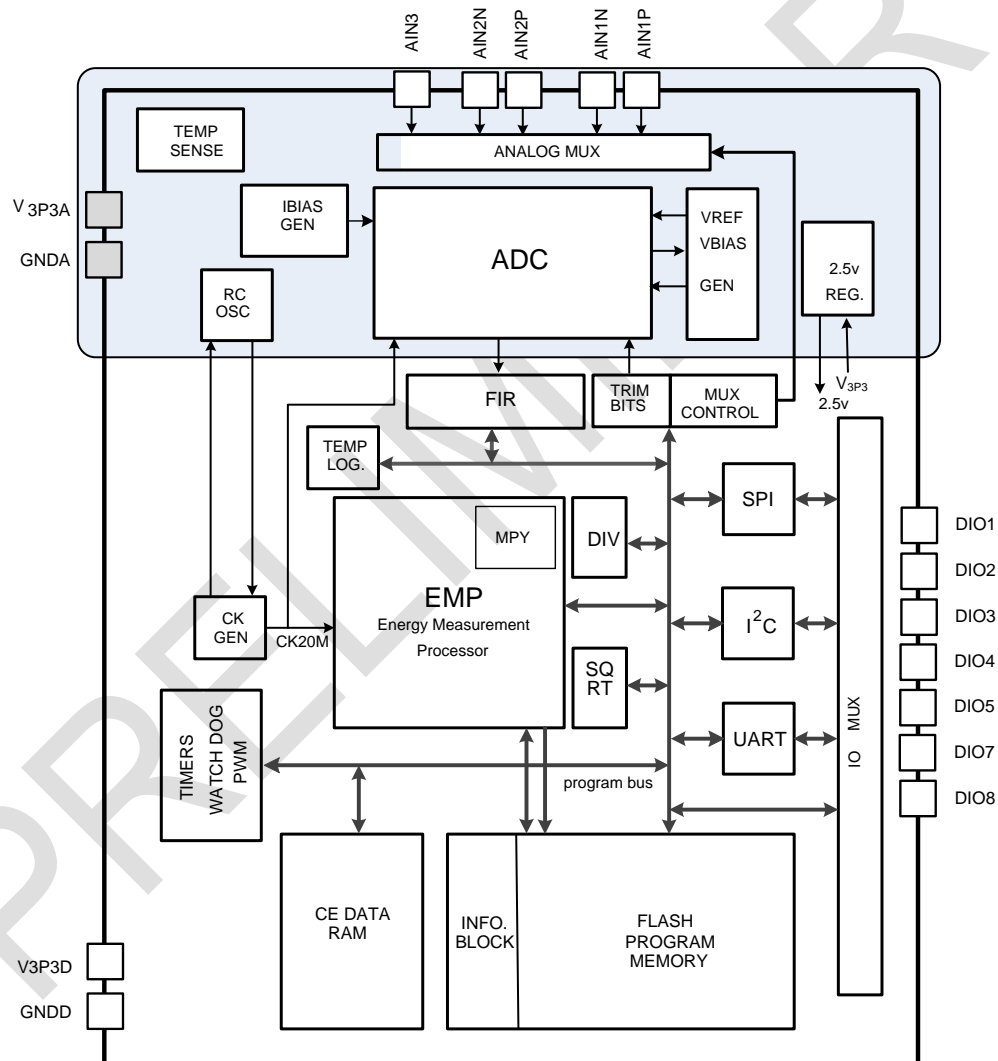 AIN3
AIN2N
AIN2P
AIN1N
AIN1P
TEMP
SENSE
ANALOG MUX
V3P3A
GNDA
IBIAS
GEN
ADC
VREF
VBIAS
GEN
2.5v
REG.
RC
OSC
V3P3
2.5v
FIR
TRIM
BITS
MUX
CONTROL
TEMP
LOG.
SPI
MPY
DIV
EMP
Energy Measurement
Processor
CK
GEN
CK20M
I2C
SQ
RT
UART
TIMERS
WATCH DOG
PWM
program bus
IO MUX
DIO1
DIO2
DIO3
DIO4
DIO5
DIO7
DIO8
CE DATA
RAM
INFO.
BLOCK
FLASH
PROGRAM
MEMORY
V3P3D
GNDD
PRELIM